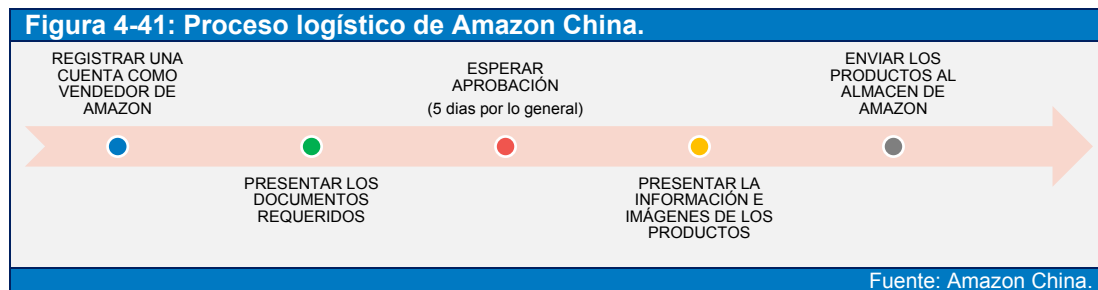 Figura 4-41: Proceso logístico de Amazon China.
REGISTRAR UNA
CUENTA COMO
VENDEDOR DE
AMAZON
PRESENTAR LOS
DOCUMENTOS
REQUERIDOS
ESPERAR
APROBACIÓN
(5 dias por lo general)
PRESENTAR LA
INFORMACIÓN E
IMÁGENES DE LOS
PRODUCTOS
ENVIAR LOS
PRODUCTOS AL
ALMACEN DE
AMAZON
Fuente: Amazon China.